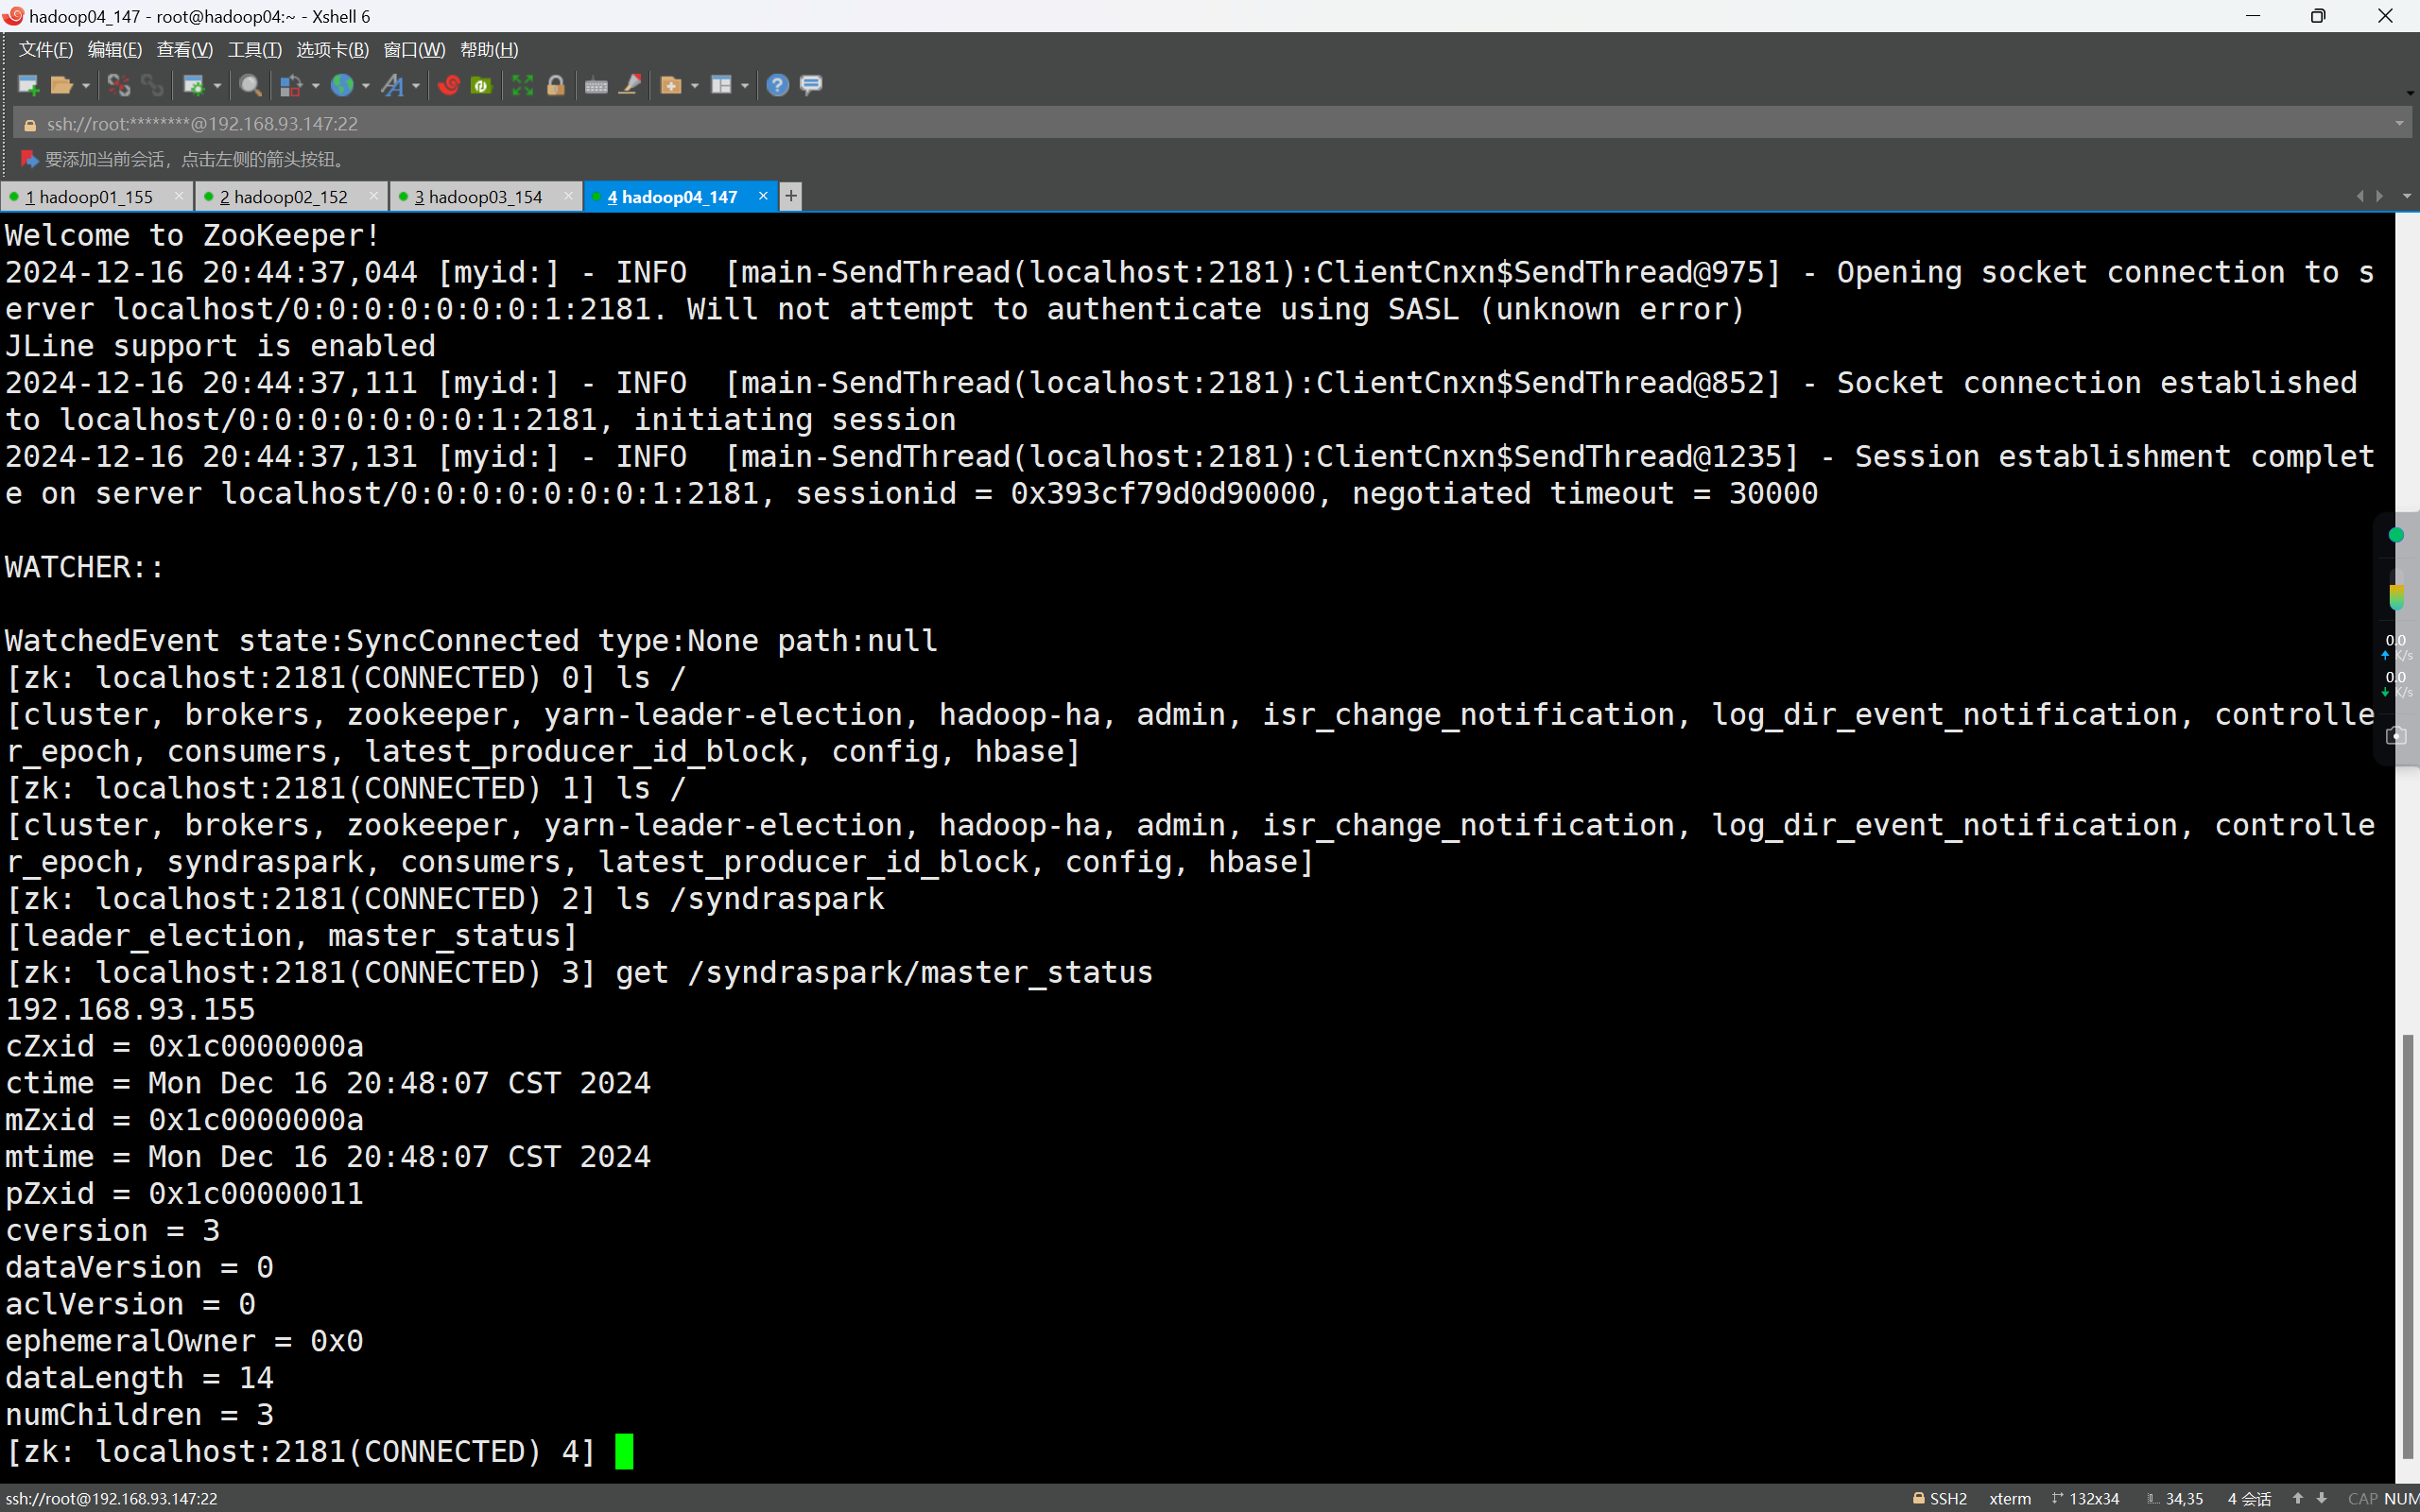 hadoop04_147 - root@hadoop04:~ - Xshell 6
文件(F) 编辑(E) 查看(V) 工具(T) 选项卡(B) 窗口(W) 帮助(H)
ssh://root:********@192.168.93.147:22
要添加当前会话，点击左侧的箭头按钮。
1 hadoop01_155 × 2 hadoop02_152 × 3 hadoop03_154 × 4 hadoop04_147 × +
Welcome to ZooKeeper!
2024-12-16 20:44:37,044 [myid:] - INFO  [main-SendThread(localhost:2181):ClientCnxn$SendThread@975] - Opening socket connection to s
erver localhost/0:0:0:0:0:0:0:1:2181. Will not attempt to authenticate using SASL (unknown error)
JLine support is enabled
2024-12-16 20:44:37,111 [myid:] - INFO  [main-SendThread(localhost:2181):ClientCnxn$SendThread@852] - Socket connection established
to localhost/0:0:0:0:0:0:0:1:2181, initiating session
2024-12-16 20:44:37,131 [myid:] - INFO  [main-SendThread(localhost:2181):ClientCnxn$SendThread@1235] - Session establishment complet
e on server localhost/0:0:0:0:0:0:0:1:2181, sessionid = 0x393cf79d0d90000, negotiated timeout = 30000
WATCHER::
WatchedEvent state:SyncConnected type:None path:null
[zk: localhost:2181(CONNECTED) 0] ls /
[cluster, brokers, zookeeper, yarn-leader-election, hadoop-ha, admin, isr_change_notification, log_dir_event_notification, controlle
r_epoch, consumers, latest_producer_id_block, config, hbase]
[zk: localhost:2181(CONNECTED) 1] ls /
[cluster, brokers, zookeeper, yarn-leader-election, hadoop-ha, admin, isr_change_notification, log_dir_event_notification, controlle
r_epoch, syndraspark, consumers, latest_producer_id_block, config, hbase]
[zk: localhost:2181(CONNECTED) 2] ls /syndraspark
[leader_election, master_status]
[zk: localhost:2181(CONNECTED) 3] get /syndraspark/master_status
192.168.93.155
cZxid = 0x1c0000000a
ctime = Mon Dec 16 20:48:07 CST 2024
mZxid = 0x1c0000000a
mtime = Mon Dec 16 20:48:07 CST 2024
pZxid = 0x1c00000011
cversion = 3
dataVersion = 0
aclVersion = 0
ephemeralOwner = 0x0
dataLength = 14
numChildren = 3
[zk: localhost:2181(CONNECTED) 4]
0.0
K/s
0.0
K/s
ssh://root@192.168.93.147:22 SSH2 xterm 132x34 34,35 4 会话 CAP NUM